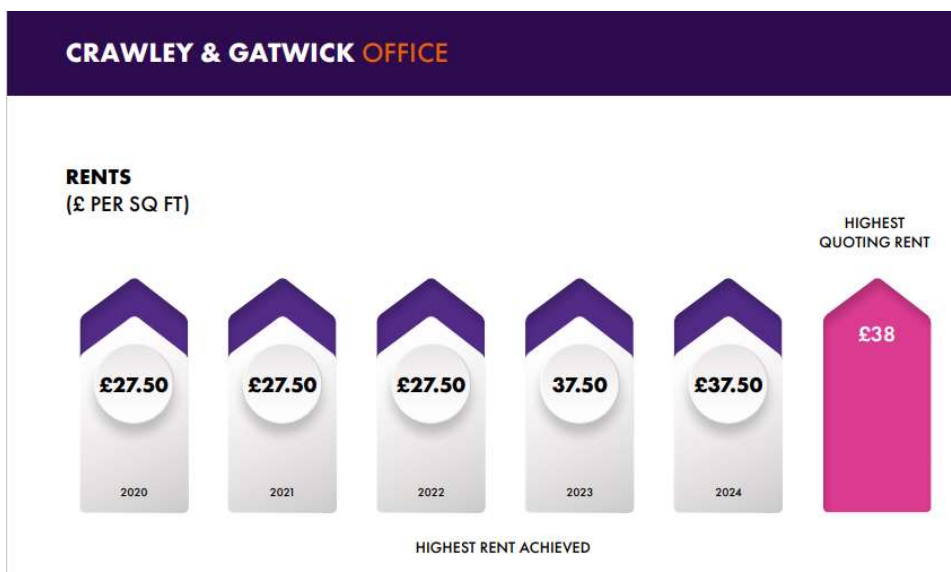 CRAWLEY & GATWICK OFFICE
RENTS
(£ PER SQ FT)
HIGHEST
QUOTING RENT
£27.50
£27.50
£27.50
37.50
£37.50
£38
2020
2021
2022
2023
2024
HIGHEST RENT ACHIEVED